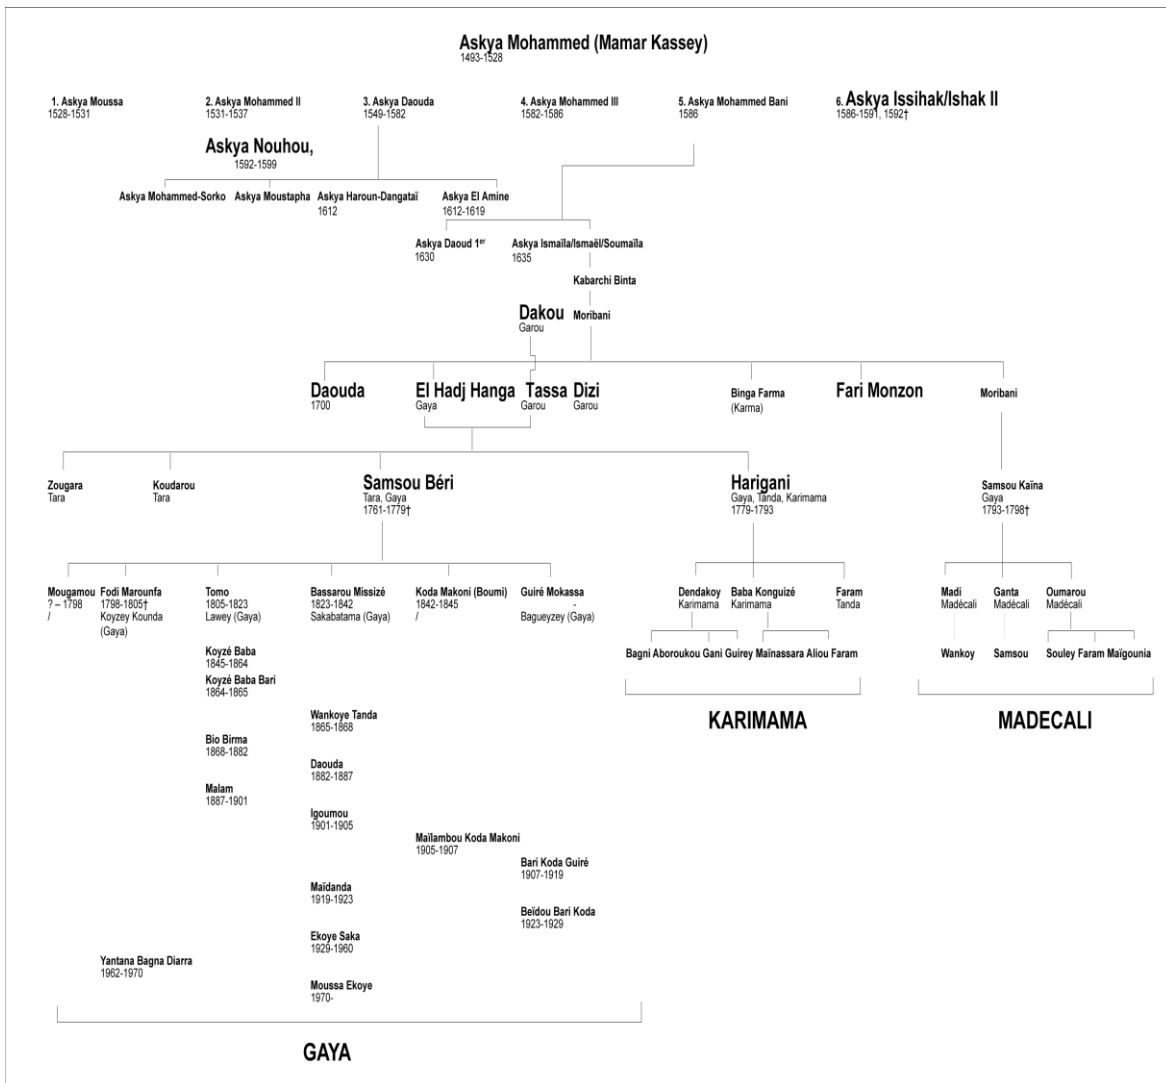 Askya Mohammed (Mamar Kassey)
1493-1528
1. Askya Moussa
1528-1531
2. Askya Mohammed II
1531-1537
3. Askya Daouda
1549-1582
4. Askya Mohammed III
1582-1586
5. Askya Mohammed Bani
1586
6. Askya Issihak/Ishak II
1586-1591, 1592†
Askya Nouhou,
1592-1599
Askya Mohammed-Sorko
Askya Moustapha
Askya Haroun-Dangataï
1612
Askya El Amine
1612-1619
Askya Daoud 1er
1630
Askya Ismaïla/Ismaël/Soumaïla
1635
Kabarchi Binta
Dakou
Garou
Moribani
Daouda
1700
El Hadj Hanga
Gaya
Tassa
Garou
Dizi
Garou
Binga Farma
(Karma)
Fari Monzon
Moribani
Zougara
Tara
Koudarou
Tara
Samsou Béri
Tara, Gaya
1761-1779†
Harigani
Gaya, Tanda, Karimama
1779-1793
Samsou Kaïna
Gaya
1793-1798†
Mougamou
? – 1798
/
Fodi Marounfa
1798-1805†
Koyzey Kounda
(Gaya)
Tomo
1805-1823
Lawey (Gaya)
Bassarou Missizé
1823-1842
Sakabatama (Gaya)
Koda Makoni (Boumi)
1842-1845
/
Guiré Mokassa
-
Bagueyzey (Gaya)
Dendakoy
Karimama
Baba Konguizé
Karimama
Faram
Tanda
Madi
Madécali
Ganta
Madécali
Oumarou
Madécali
Bagni Aboroukou Gani Guirey Maïnassara Aliou Faram
Wankoy
Samsou
Souley Faram Maïgounia
Koyzé Baba
1845-1864
Koyzé Baba Bari
1864-1865
KARIMAMA
MADECALI
Wankoye Tanda
1865-1868
Bio Birma
1868-1882
Daouda
1882-1887
Malam
1887-1901
Igoumou
1901-1905
Maïlambou Koda Makoni
1905-1907
Bari Koda Guiré
1907-1919
Maïdanda
1919-1923
Beïdou Bari Koda
1923-1929
Ekoye Saka
1929-1960
Yantana Bagna Diarra
1962-1970
Moussa Ekoye
1970-
GAYA